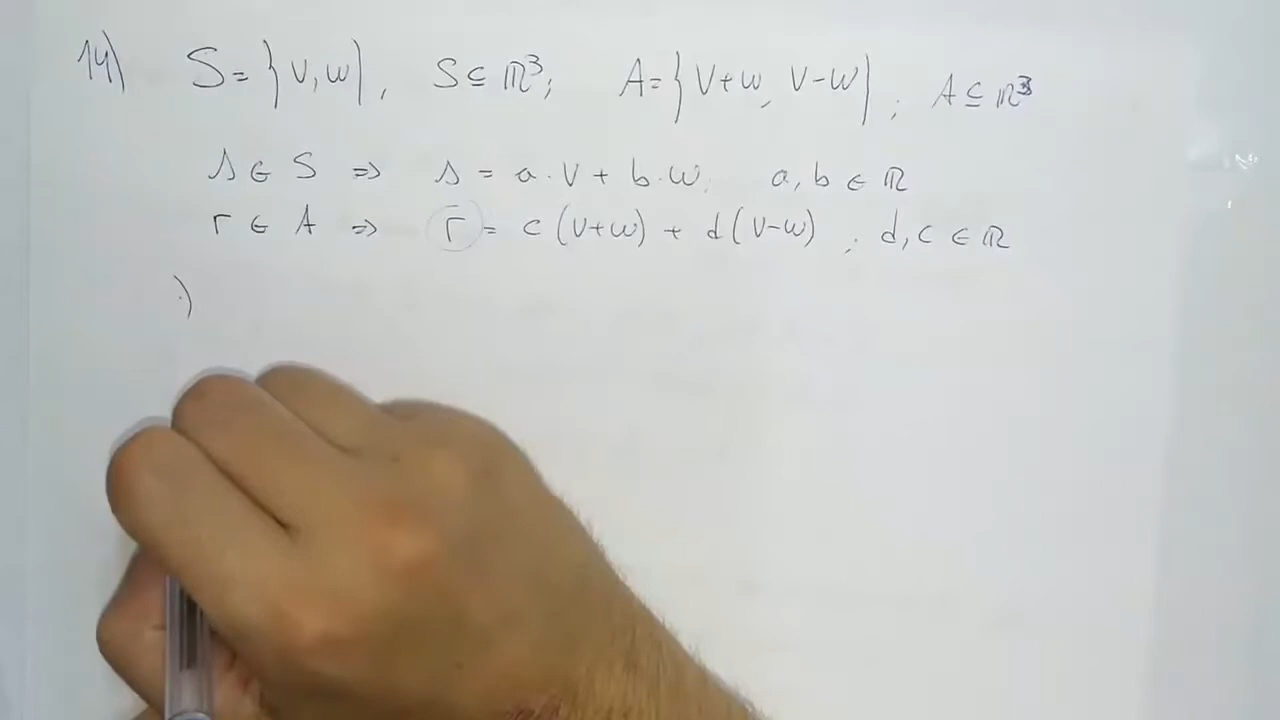 14) S = {v, w}, S ⊆ ℝ³; A = {v+w, v-w}; A ⊆ ℝ³
s ∈ S ⇒ s = a·v + b·w; a, b ∈ ℝ
r ∈ A ⇒ r = c(v+w) + d(v-w); d, c ∈ ℝ
)